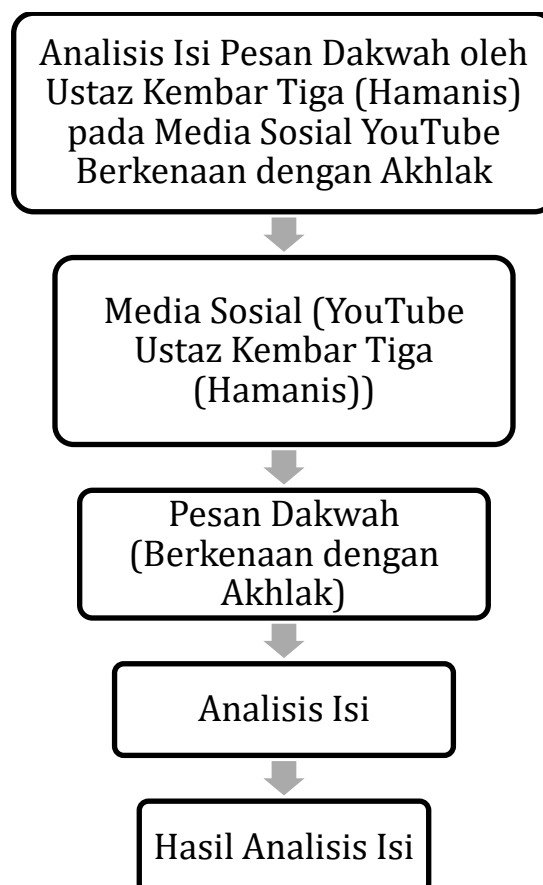 Analisis Isi Pesan Dakwah oleh
Ustaz Kembar Tiga (Hamanis)
pada Media Sosial YouTube
Berkenaan dengan Akhlak
Media Sosial (YouTube
Ustaz Kembar Tiga
(Hamanis))
Pesan Dakwah
(Berkenaan dengan
Akhlak)
Analisis Isi
Hasil Analisis Isi